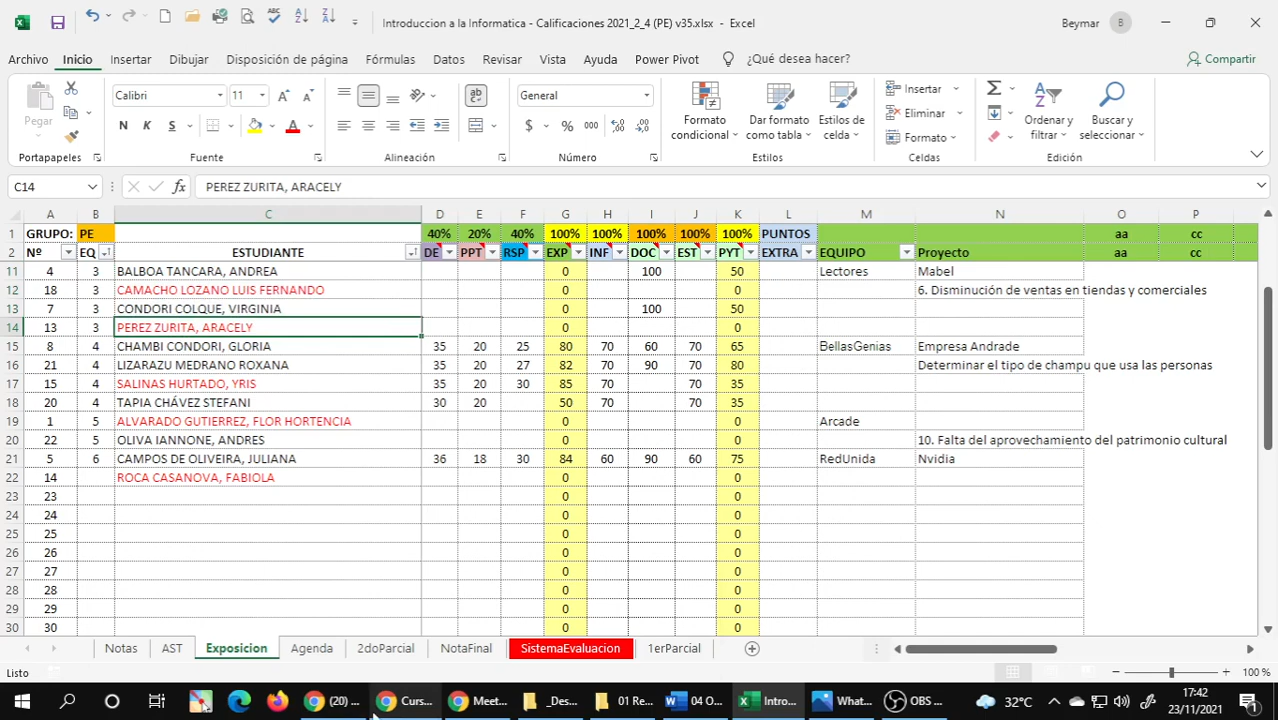 Introduccion a la Informatica - Calificaciones 2021_2_4 (PE) v35.xlsx - Excel
Beymar
B
Archivo Inicio Insertar Dibujar Disposición de página Fórmulas Datos Revisar Vista Ayuda Power Pivot ¿Qué desea hacer? Compartir
Pegar
Calibri 11
General
Formato condicional
Dar formato como tabla
Estilos de celda
Insertar
Eliminar
Formato
Ordenar y filtrar
Buscar y seleccionar
N K S
$ % 000
Portapapeles Fuente Alineación Número Estilos Celdas Edición
C14 fx PEREZ ZURITA, ARACELY
A B C D E F G H I J K L M N O P
1 GRUPO: PE 40% 20% 40% 100% 100% 100% 100% 100% PUNTOS aa cc
2 Nº EQ ESTUDIANTE DE PPT RSP EXP INF DOC EST PYT EXTRA EQUIPO Proyecto aa cc
11 4 3 BALBOA TANCARA, ANDREA 0 100 50 Lectores Mabel
12 18 3 CAMACHO LOZANO LUIS FERNANDO 0 0 6. Disminución de ventas en tiendas y comerciales
13 7 3 CONDORI COLQUE, VIRGINIA 0 100 50
14 13 3 PEREZ ZURITA, ARACELY 0 0
15 8 4 CHAMBI CONDORI, GLORIA 35 20 25 80 70 60 70 65 BellasGenias Empresa Andrade
16 21 4 LIZARAZU MEDRANO ROXANA 35 20 27 82 70 90 70 80 Determinar el tipo de champu que usa las personas
17 15 4 SALINAS HURTADO, YRIS 35 20 30 85 70 70 35
18 20 4 TAPIA CHÁVEZ STEFANI 30 20 50 70 70 35
19 1 5 ALVARADO GUTIERREZ, FLOR HORTENCIA 0 0 Arcade
20 22 5 OLIVA IANNONE, ANDRES 0 0 10. Falta del aprovechamiento del patrimonio cultural
21 5 6 CAMPOS DE OLIVEIRA, JULIANA 36 18 30 84 60 90 60 75 RedUnida Nvidia
22 14 ROCA CASANOVA, FABIOLA 0 0
23 23 0 0
24 24 0 0
25 25 0 0
26 26 0 0
27 27 0 0
28 28 0 0
29 29 0 0
30 30 0 0
Notas AST Exposicion Agenda 2doParcial NotaFinal SistemaEvaluacion 1erParcial
Listo
100 %
(20) ... Curs... Meet... _Des... 01 Re... 04 O... Intro... What... OBS ... 32°C
17:42
23/11/2021
1